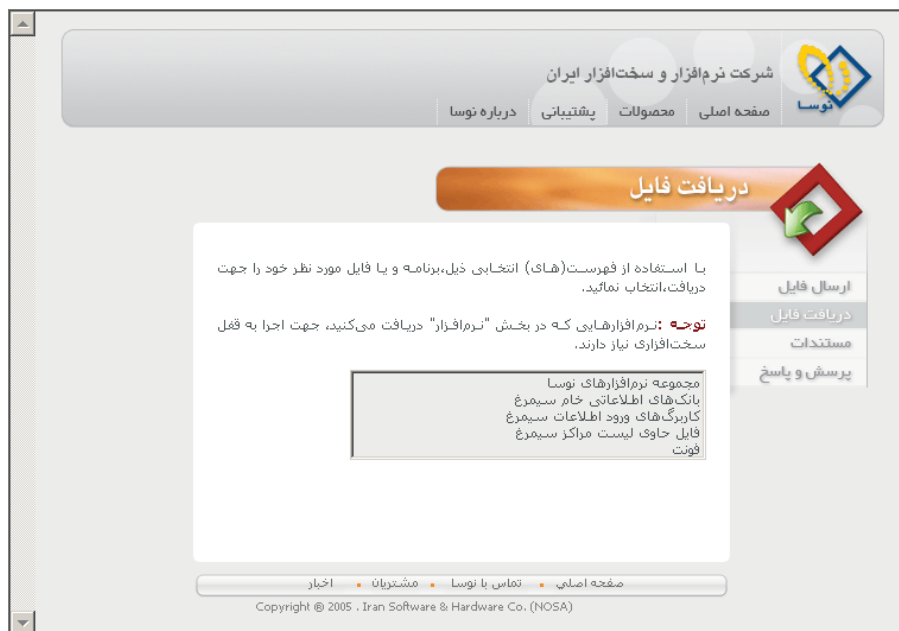 شرکت نرم‌افزار و سخت‌افزار ایران
نوسا
صفحه اصلی محصولات پشتیبانی درباره نوسا
دریافت فایل
ارسال فایل
دریافت فایل
مستندات
پرسش و پاسخ
با استفاده از فهرست(های) انتخابی ذیل،برنامه و یا فایل مورد نظر خود را جهت
دریافت،انتخاب نمائید.
توجه :نرم‌افزارهایی که در بخش "نرم‌افزار" دریافت می‌کنید، جهت اجرا به قفل
سخت‌افزاری نیاز دارند.
مجموعه نرم‌افزارهای نوسا
بانک‌های اطلاعاتی خام سیمرغ
کاربرگ‌های ورود اطلاعات سیمرغ
فایل حاوی لیست مراکز سیمرغ
فونت
صفحه اصلی تماس با نوسا مشتریان اخبار
Copyright ® 2005 . Iran Software & Hardware Co. (NOSA)